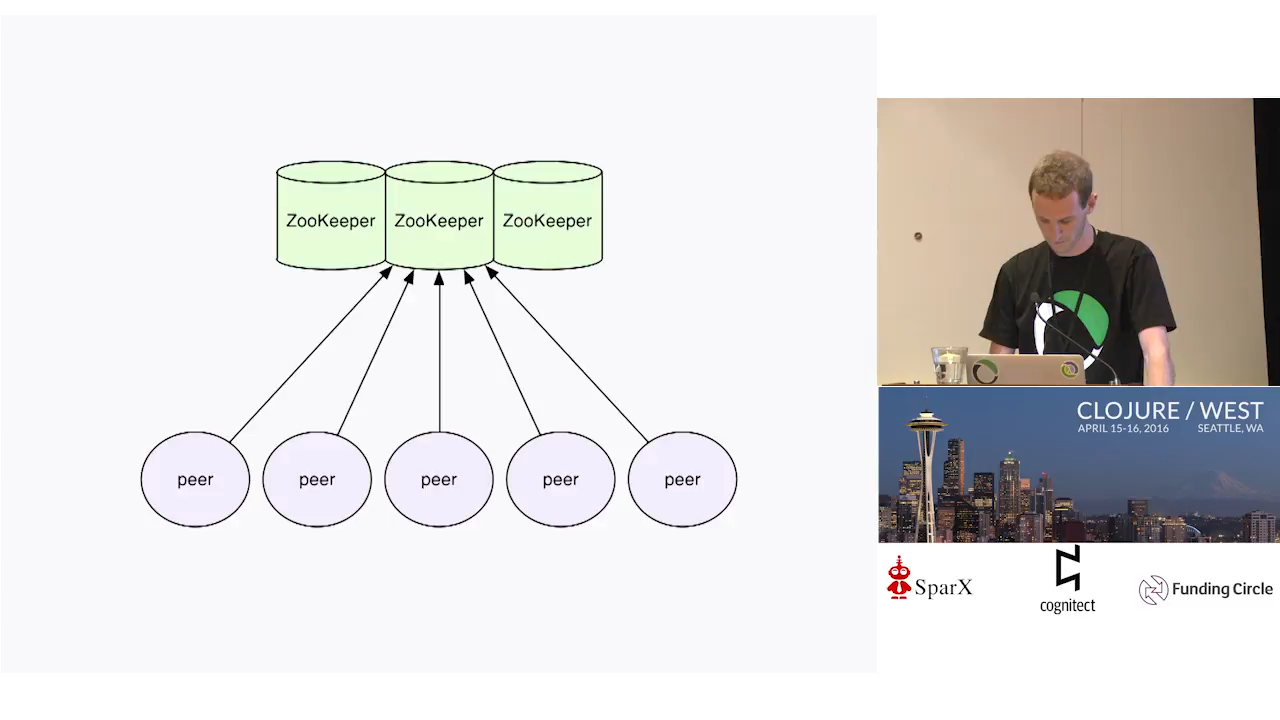 ZooKeeper ZooKeeper ZooKeeper
peer peer peer peer peer
CLOJURE / WEST
APRIL 15-16, 2016 SEATTLE, WA
SparX
cognitect
Funding Circle